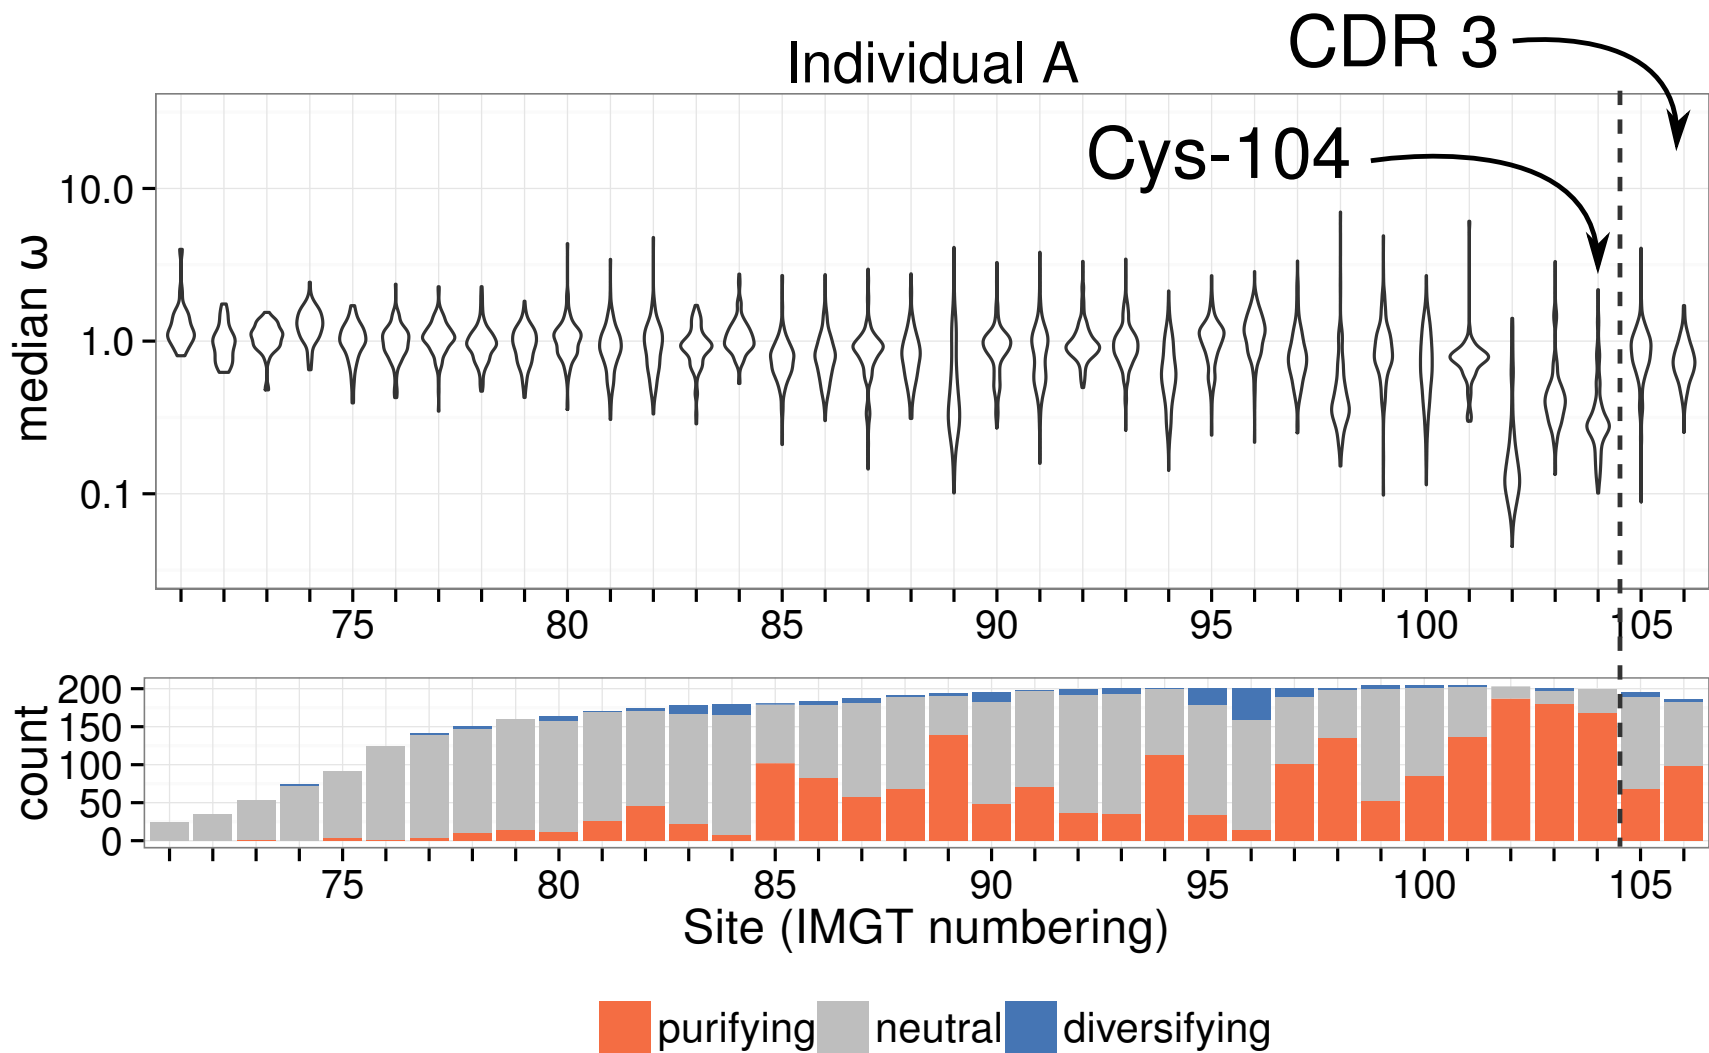 CDR 3
Individual A
Cys-104
median ω
10.0
1.0
0.1
75 80 85 90 95 100 105
count
200
150
100
50
0
75 80 85 90 95 100 105
Site (IMGT numbering)
purifying neutral diversifying